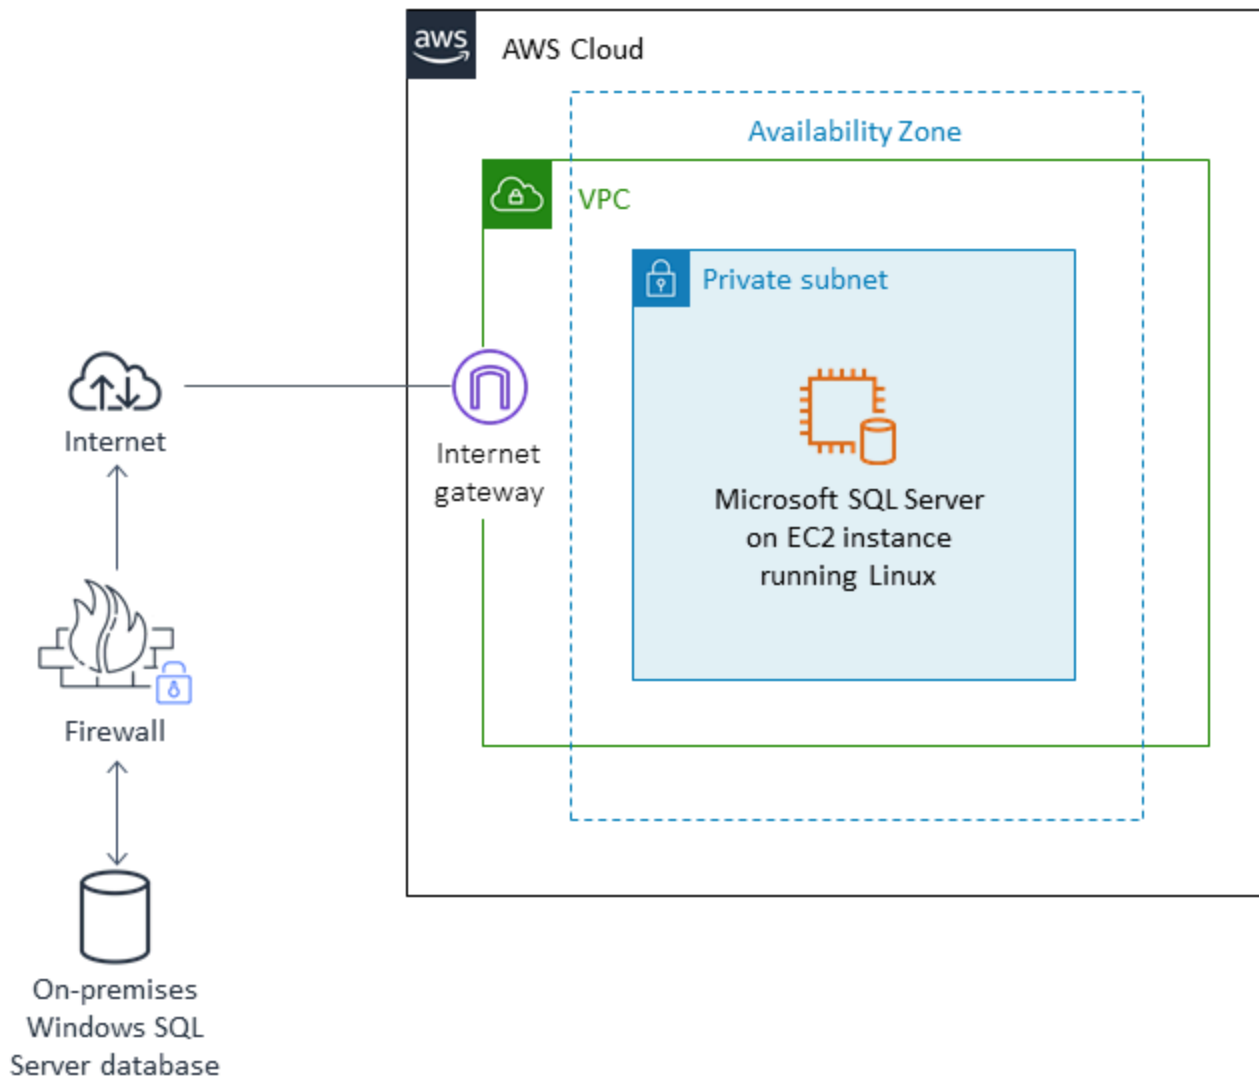 aws
AWS Cloud
Availability Zone
VPC
Private subnet
Internet
Internet
gateway
Microsoft SQL Server
on EC2 instance
running Linux
Firewall
On-premises
Windows SQL
Server database